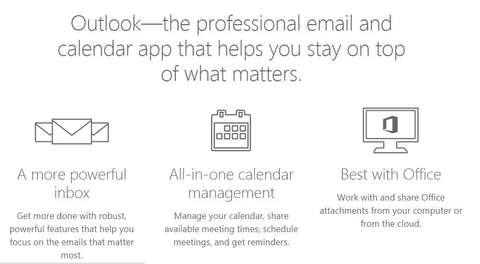 Outlook—the professional email and
calendar app that helps you stay on top
of what matters.
A more powerful
inbox
Get more done with robust,
powerful features that help you
focus on the emails that matter
most.
All-in-one calendar
management
Manage your calendar, share
available meeting times, schedule
meetings, and get reminders.
Best with Office
Work with and share Office
attachments from your computer or
from the cloud.